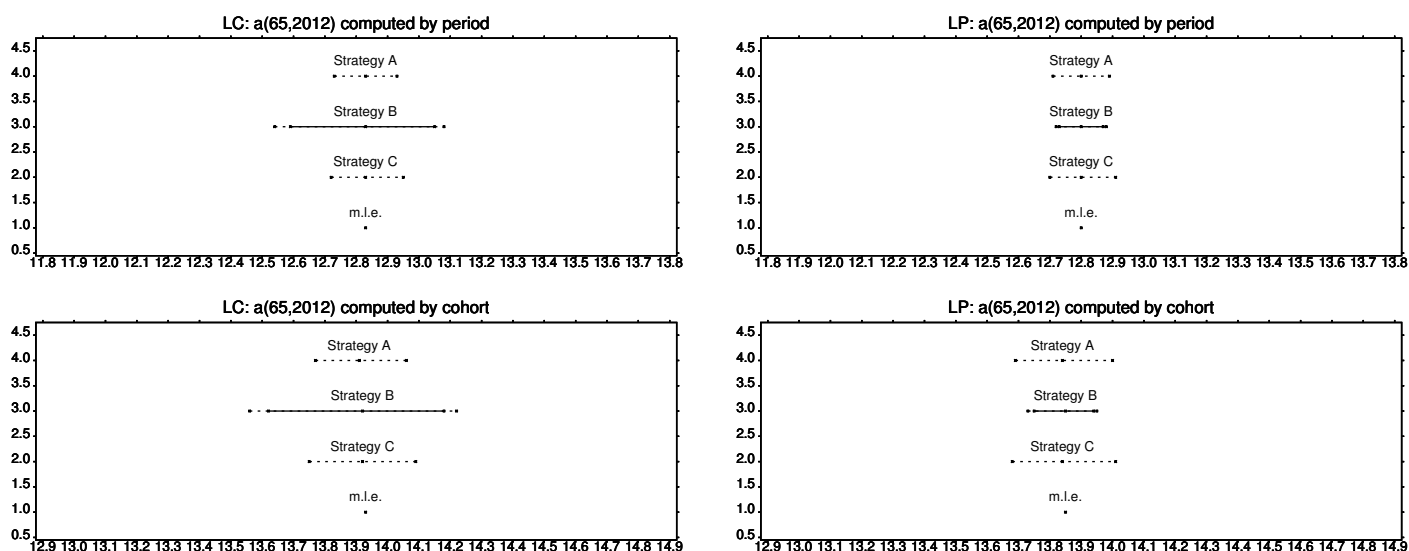 LC: a(65,2012) computed by period
4.5
4.0
3.5
3.0
2.5
2.0
1.5
1.0
0.5
Strategy A
Strategy B
Strategy C
m.l.e.
11.8 11.9 12.0 12.1 12.2 12.3 12.4 12.5 12.6 12.7 12.8 12.9 13.0 13.1 13.2 13.3 13.4 13.5 13.6 13.7 13.8
LP: a(65,2012) computed by period
4.5
4.0
3.5
3.0
2.5
2.0
1.5
1.0
0.5
Strategy A
Strategy B
Strategy C
m.l.e.
11.8 11.9 12.0 12.1 12.2 12.3 12.4 12.5 12.6 12.7 12.8 12.9 13.0 13.1 13.2 13.3 13.4 13.5 13.6 13.7 13.8
LC: a(65,2012) computed by cohort
4.5
4.0
3.5
3.0
2.5
2.0
1.5
1.0
0.5
Strategy A
Strategy B
Strategy C
m.l.e.
12.9 13.0 13.1 13.2 13.3 13.4 13.5 13.6 13.7 13.8 13.9 14.0 14.1 14.2 14.3 14.4 14.5 14.6 14.7 14.8 14.9
LP: a(65,2012) computed by cohort
4.5
4.0
3.5
3.0
2.5
2.0
1.5
1.0
0.5
Strategy A
Strategy B
Strategy C
m.l.e.
12.9 13.0 13.1 13.2 13.3 13.4 13.5 13.6 13.7 13.8 13.9 14.0 14.1 14.2 14.3 14.4 14.5 14.6 14.7 14.8 14.9